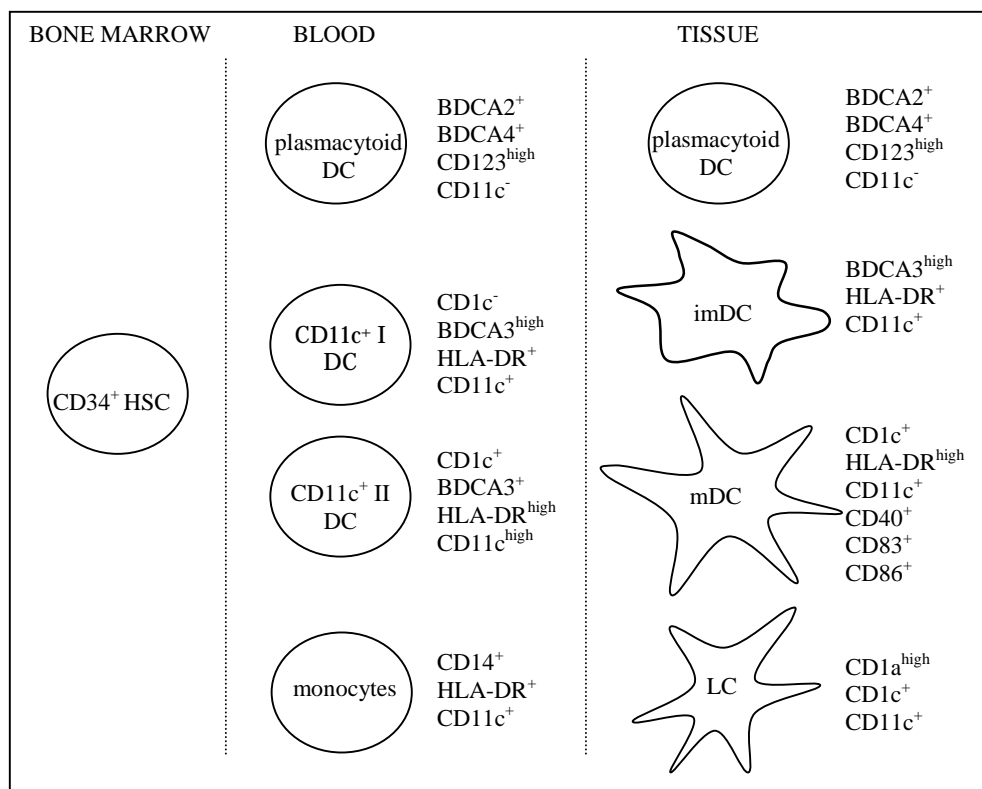 BONE MARROW
BLOOD
TISSUE
CD34⁺ HSC
plasmacytoid
DC
BDCA2⁺
BDCA4⁺
CD123ʰⁱᵍʰ
CD11c⁻
CD11c⁺ I
DC
CD1c⁻
BDCA3ʰⁱᵍʰ
HLA-DR⁺
CD11c⁺
CD11c⁺ II
DC
CD1c⁺
BDCA3⁺
HLA-DRʰⁱᵍʰ
CD11cʰⁱᵍʰ
monocytes
CD14⁺
HLA-DR⁺
CD11c⁺
plasmacytoid
DC
BDCA2⁺
BDCA4⁺
CD123ʰⁱᵍʰ
CD11c⁻
imDC
BDCA3ʰⁱᵍʰ
HLA-DR⁺
CD11c⁺
mDC
CD1c⁺
HLA-DRʰⁱᵍʰ
CD11c⁺
CD40⁺
CD83⁺
CD86⁺
LC
CD1aʰⁱᵍʰ
CD1c⁺
CD11c⁺